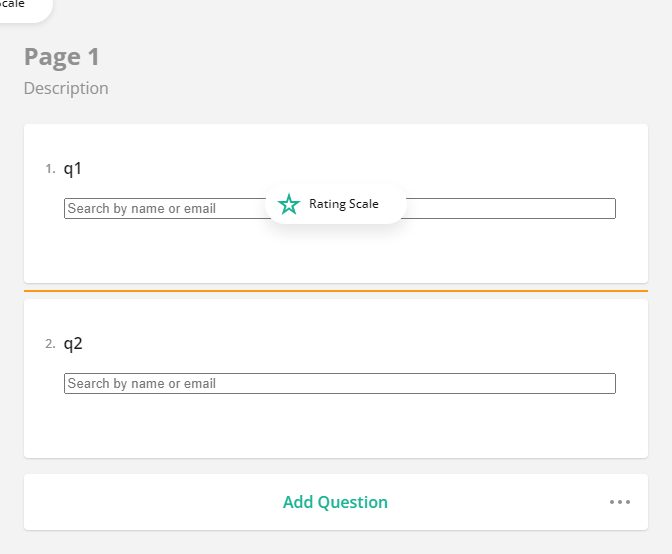 Scale
Page 1
Description
1. q1
Search by name or email
Rating Scale
2. q2
Search by name or email
Add Question